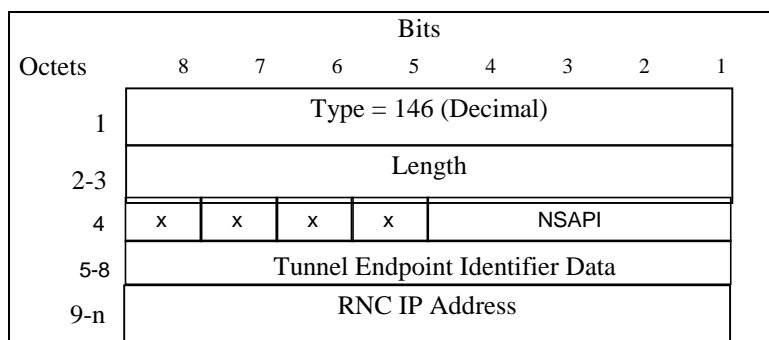 Bits
Octets 8 7 6 5 4 3 2 1
1 Type = 146 (Decimal)
2-3 Length
4 x x x x NSAPI
5-8 Tunnel Endpoint Identifier Data
9-n RNC IP Address